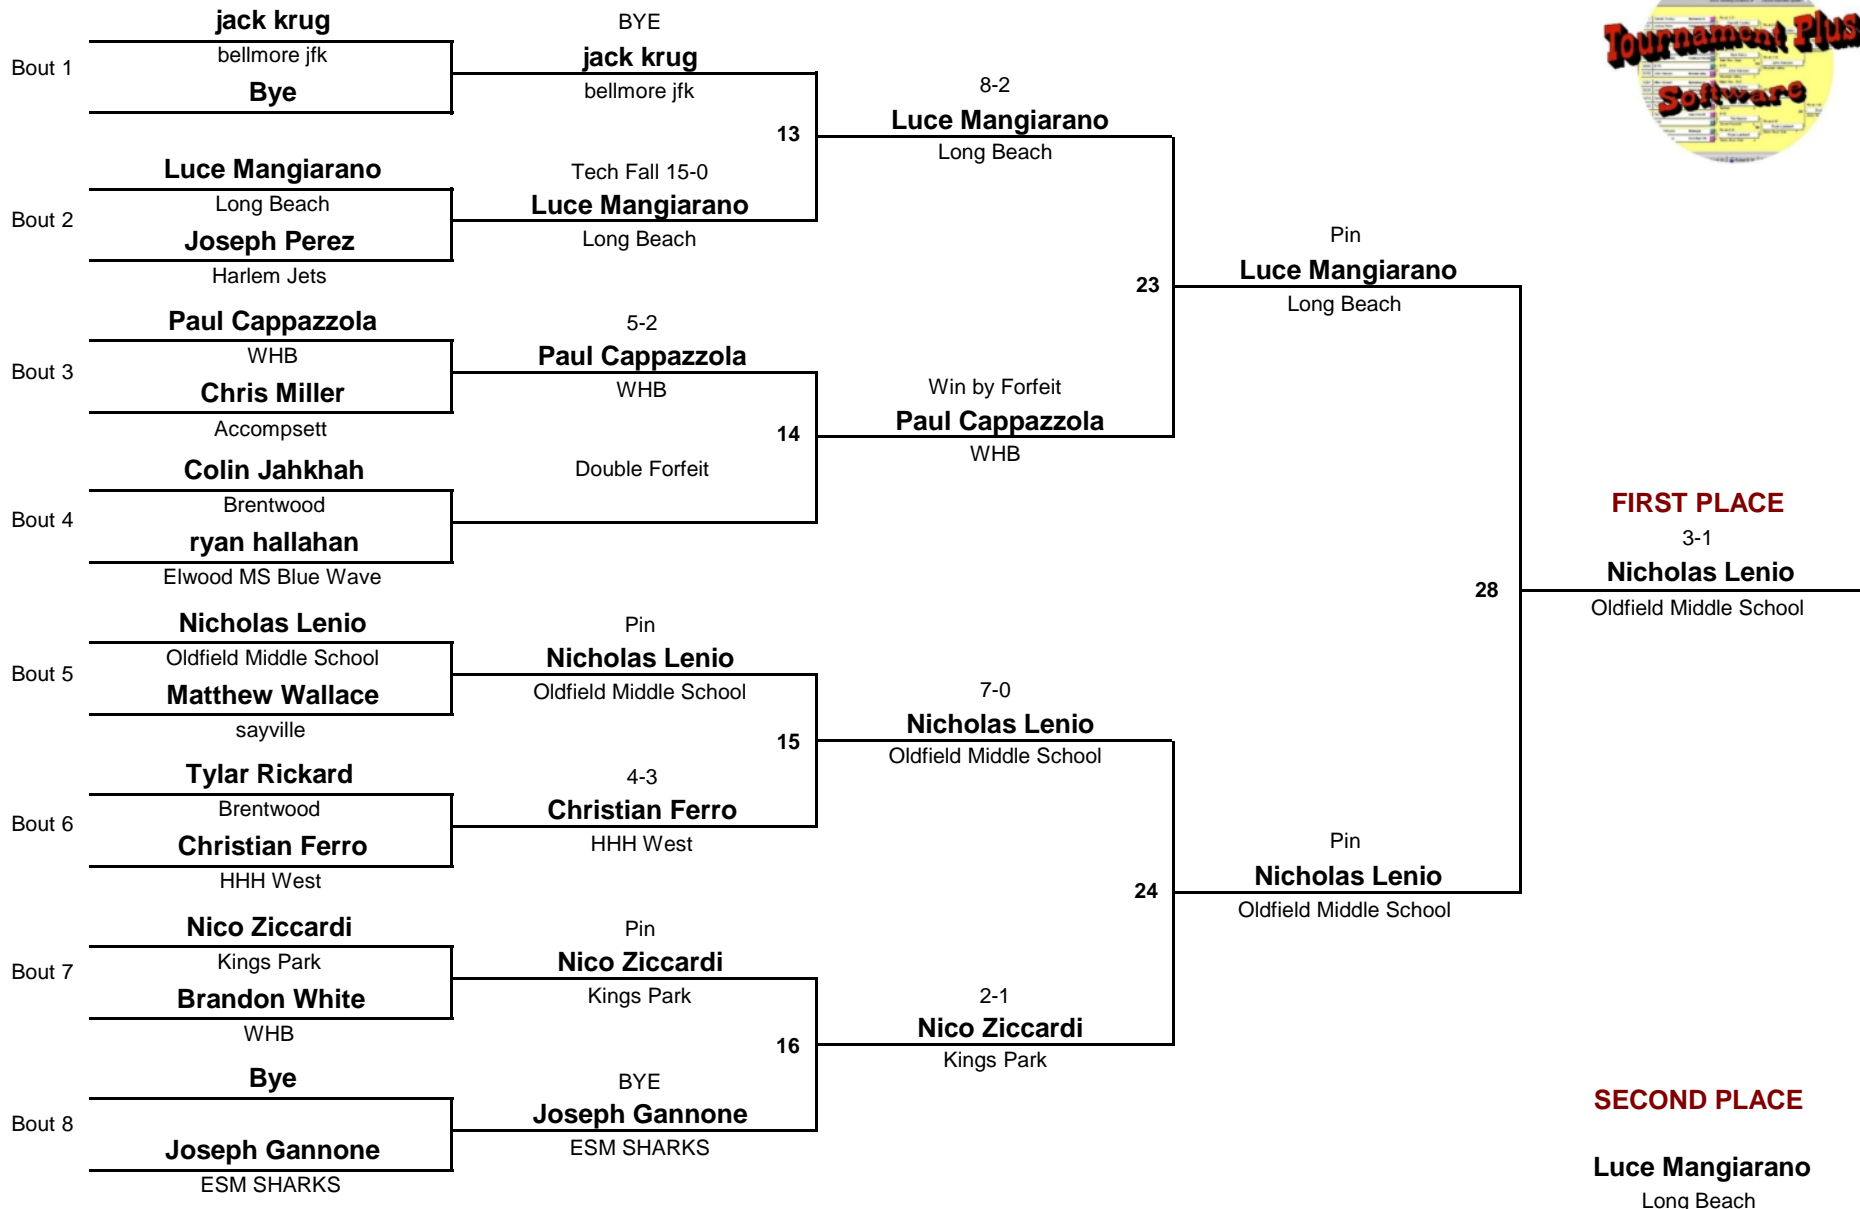 jack krug
bellmore jfk
Bout 1
Bye
Luce Mangiarano
Long Beach
Bout 2
Joseph Perez
Harlem Jets
Paul Cappazzola
WHB
Bout 3
Chris Miller
Accompsett
Colin Jahkhah
Brentwood
Bout 4
ryan hallahan
Elwood MS Blue Wave
Nicholas Lenio
Oldfield Middle School
Bout 5
Matthew Wallace
sayville
Tylar Rickard
Brentwood
Bout 6
Christian Ferro
HHH West
Nico Ziccardi
Kings Park
Bout 7
Brandon White
WHB
Bye
Bout 8
Joseph Gannone
ESM SHARKS
BYE
jack krug
bellmore jfk
13
Tech Fall 15-0
Luce Mangiarano
Long Beach
5-2
Paul Cappazzola
WHB
14
Double Forfeit
Pin
Nicholas Lenio
Oldfield Middle School
15
4-3
Christian Ferro
HHH West
Pin
Nico Ziccardi
Kings Park
16
BYE
Joseph Gannone
ESM SHARKS
8-2
Luce Mangiarano
Long Beach
23
Win by Forfeit
Paul Cappazzola
WHB
7-0
Nicholas Lenio
Oldfield Middle School
24
2-1
Nico Ziccardi
Kings Park
Pin
Luce Mangiarano
Long Beach
28
Pin
Nicholas Lenio
Oldfield Middle School
Tournament Plus
Software
FIRST PLACE
3-1
Nicholas Lenio
Oldfield Middle School
SECOND PLACE
Luce Mangiarano
Long Beach